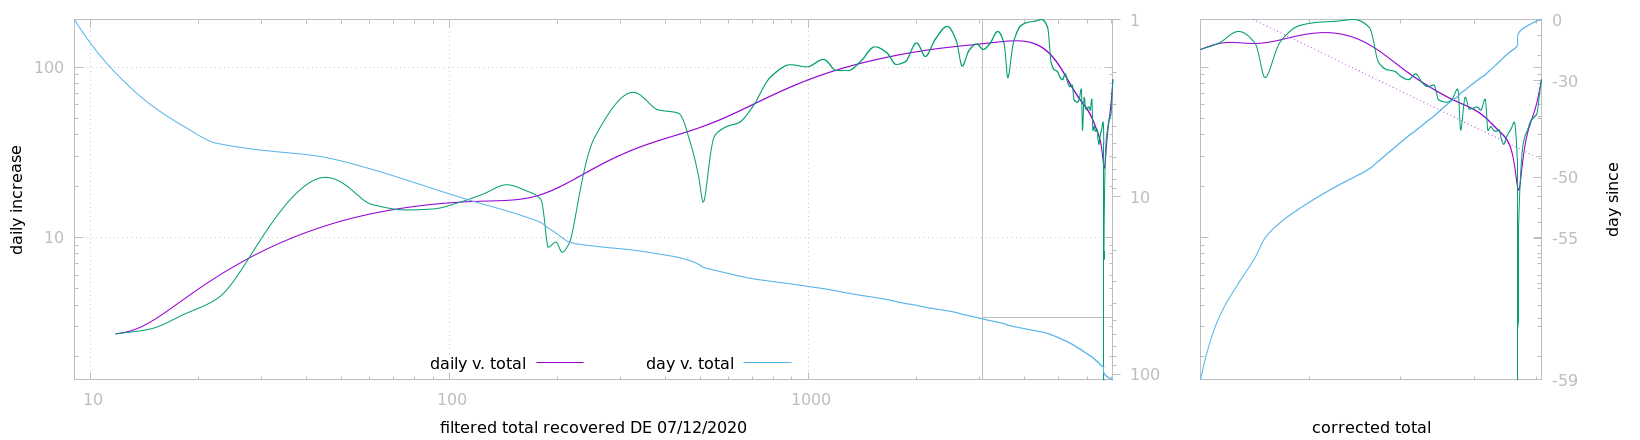 100
10
daily increase
daily v. total
day v. total
10
100
1000
filtered total recovered DE 07/12/2020
1
10
100
0
-30
-50
-55
-59
day since
corrected total